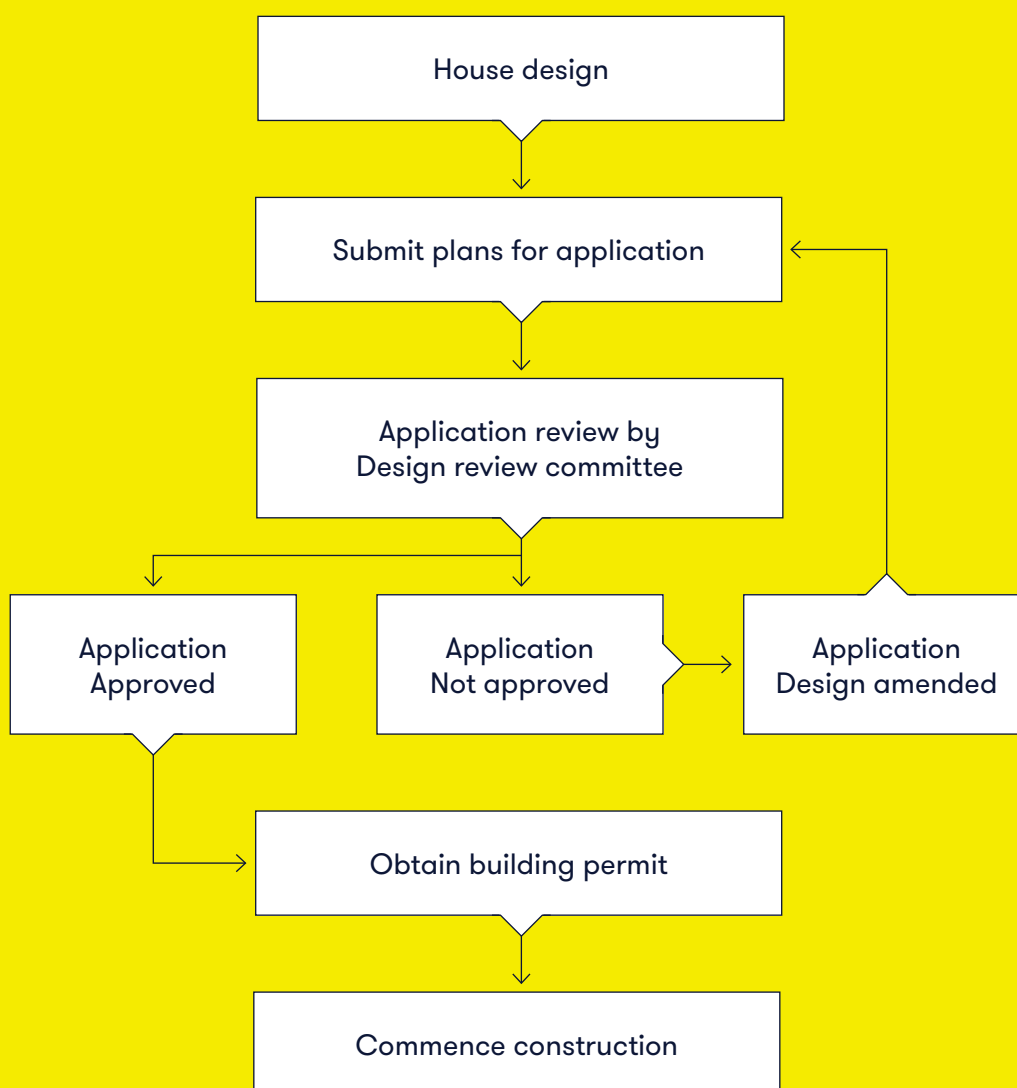 House design
Submit plans for application
Application review by
Design review committee
Application
Approved
Application
Not approved
Application
Design amended
Obtain building permit
Commence construction